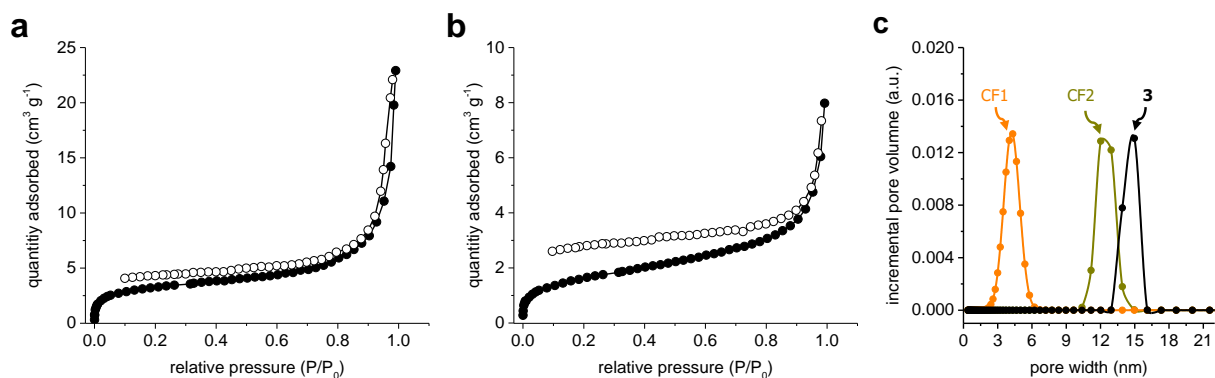 a
25
20
15
10
5
0
quantitiy adsorbed (cm³ g⁻¹)
0.0 0.2 0.4 0.6 0.8 1.0
relative pressure (P/P₀)
b
10
8
6
4
2
0
quantitiy adsorbed (cm³ g⁻¹)
0.0 0.2 0.4 0.6 0.8 1.0
relative pressure (P/P₀)
c
0.020
0.016
0.012
0.008
0.004
0.000
incremental pore volumne (a.u.)
CF1 CF2 3
0 3 6 9 12 15 18 21
pore width (nm)